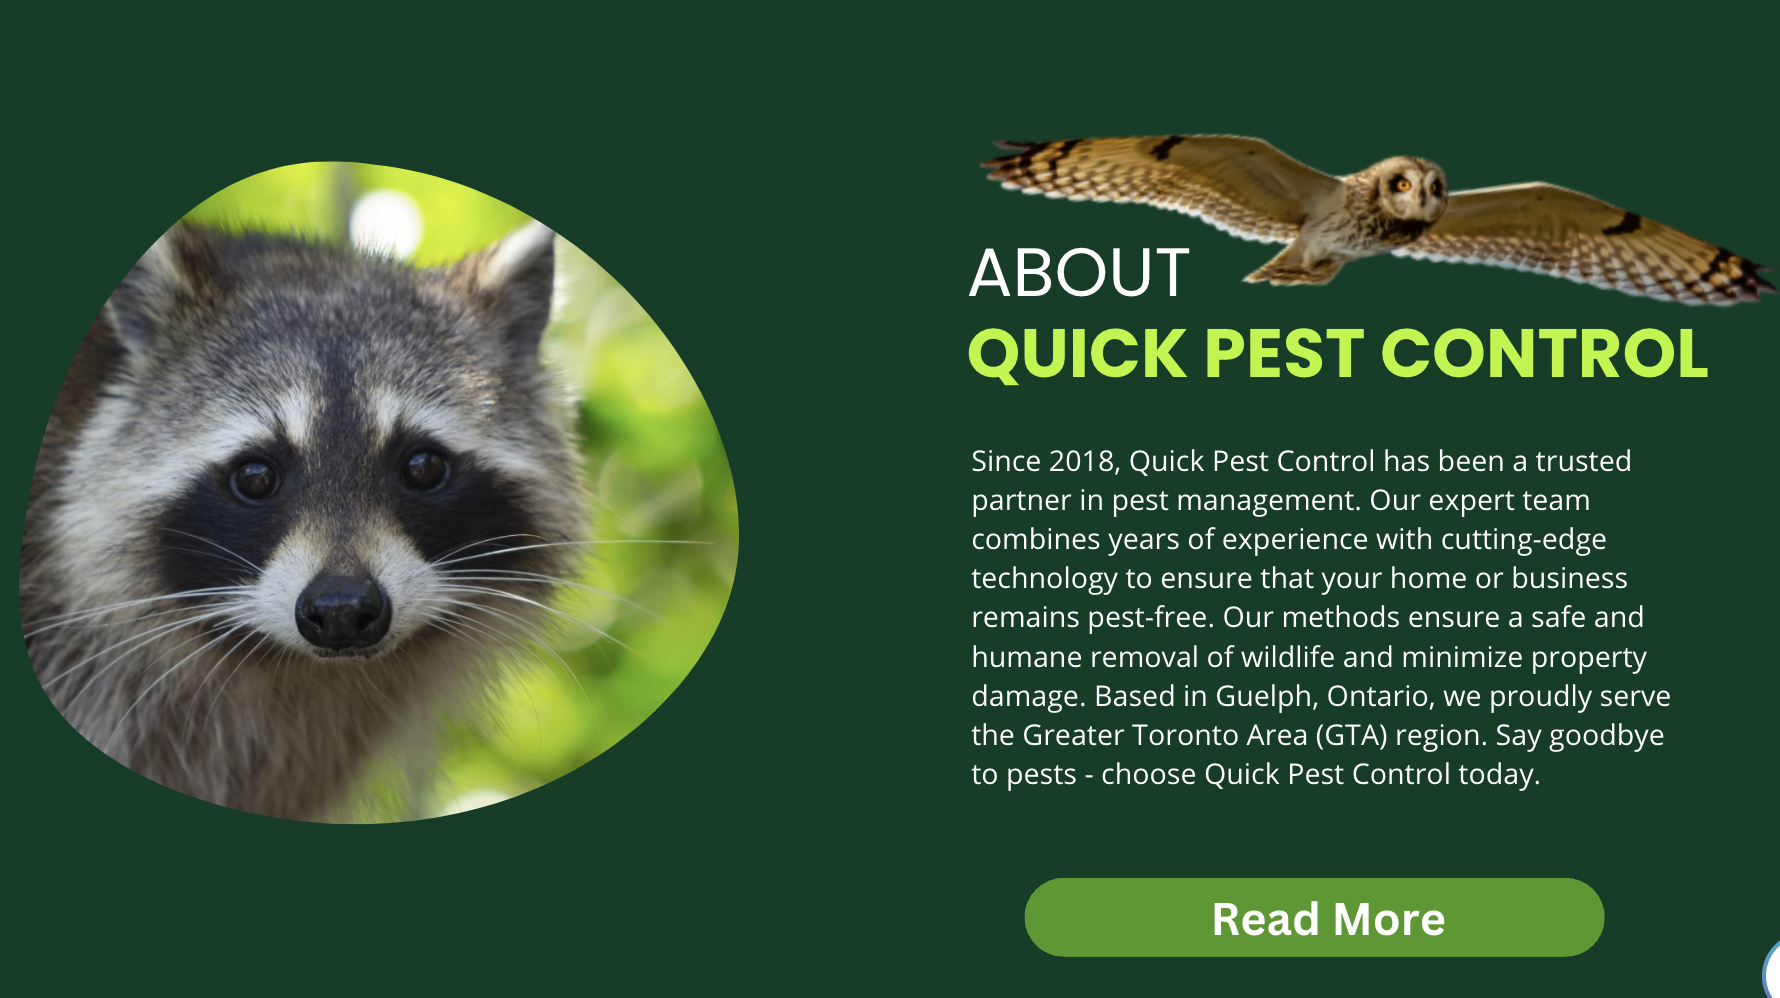 ABOUT
QUICK PEST CONTROL
Since 2018, Quick Pest Control has been a trusted
partner in pest management. Our expert team
combines years of experience with cutting-edge
technology to ensure that your home or business
remains pest-free. Our methods ensure a safe and
humane removal of wildlife and minimize property
damage. Based in Guelph, Ontario, we proudly serve
the Greater Toronto Area (GTA) region. Say goodbye
to pests - choose Quick Pest Control today.
Read More